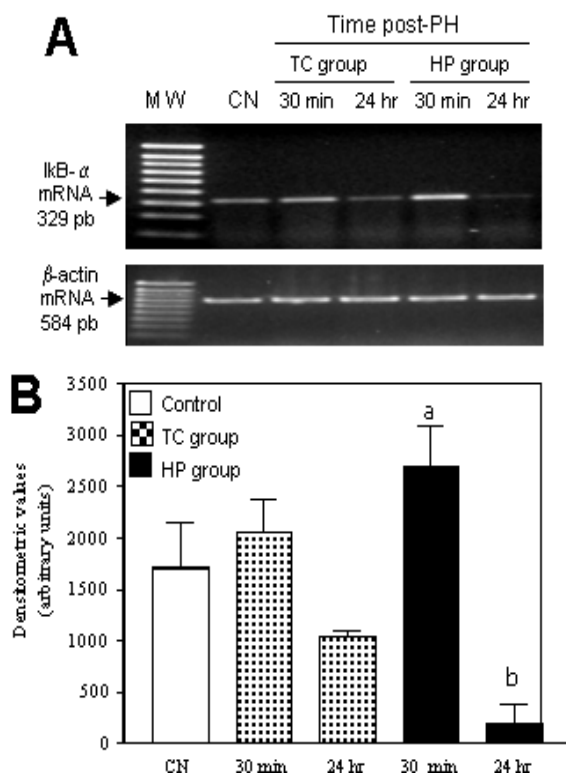 A
Time post-PH
TC group HP group
M W CN 30 min 24 hr 30 min 24 hr
IkB- α
mRNA
329 pb
β-actin
mRNA
584 pb
B
Control
TC group
HP group
Densitometric values
(arbitrary units)
3500
3000
2500
2000
1500
1000
500
0
a
b
CN 30 min 24 hr 30 min 24 hr